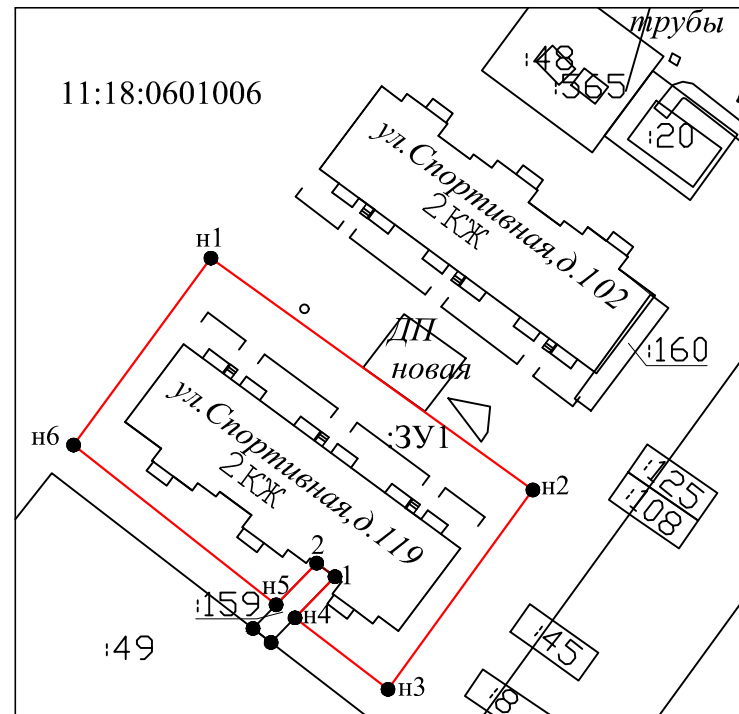 трубы
:48
:565
11:18:0601006
:20
ул.Спортивная,д.102
2КЖ
н1
ДП
новая
:160
ул.Спортивная,д.119
2КЖ
:ЗУ1
н6
н2
:125
:108
2
1
н5
:159
н4
:49
:45
н3
:8